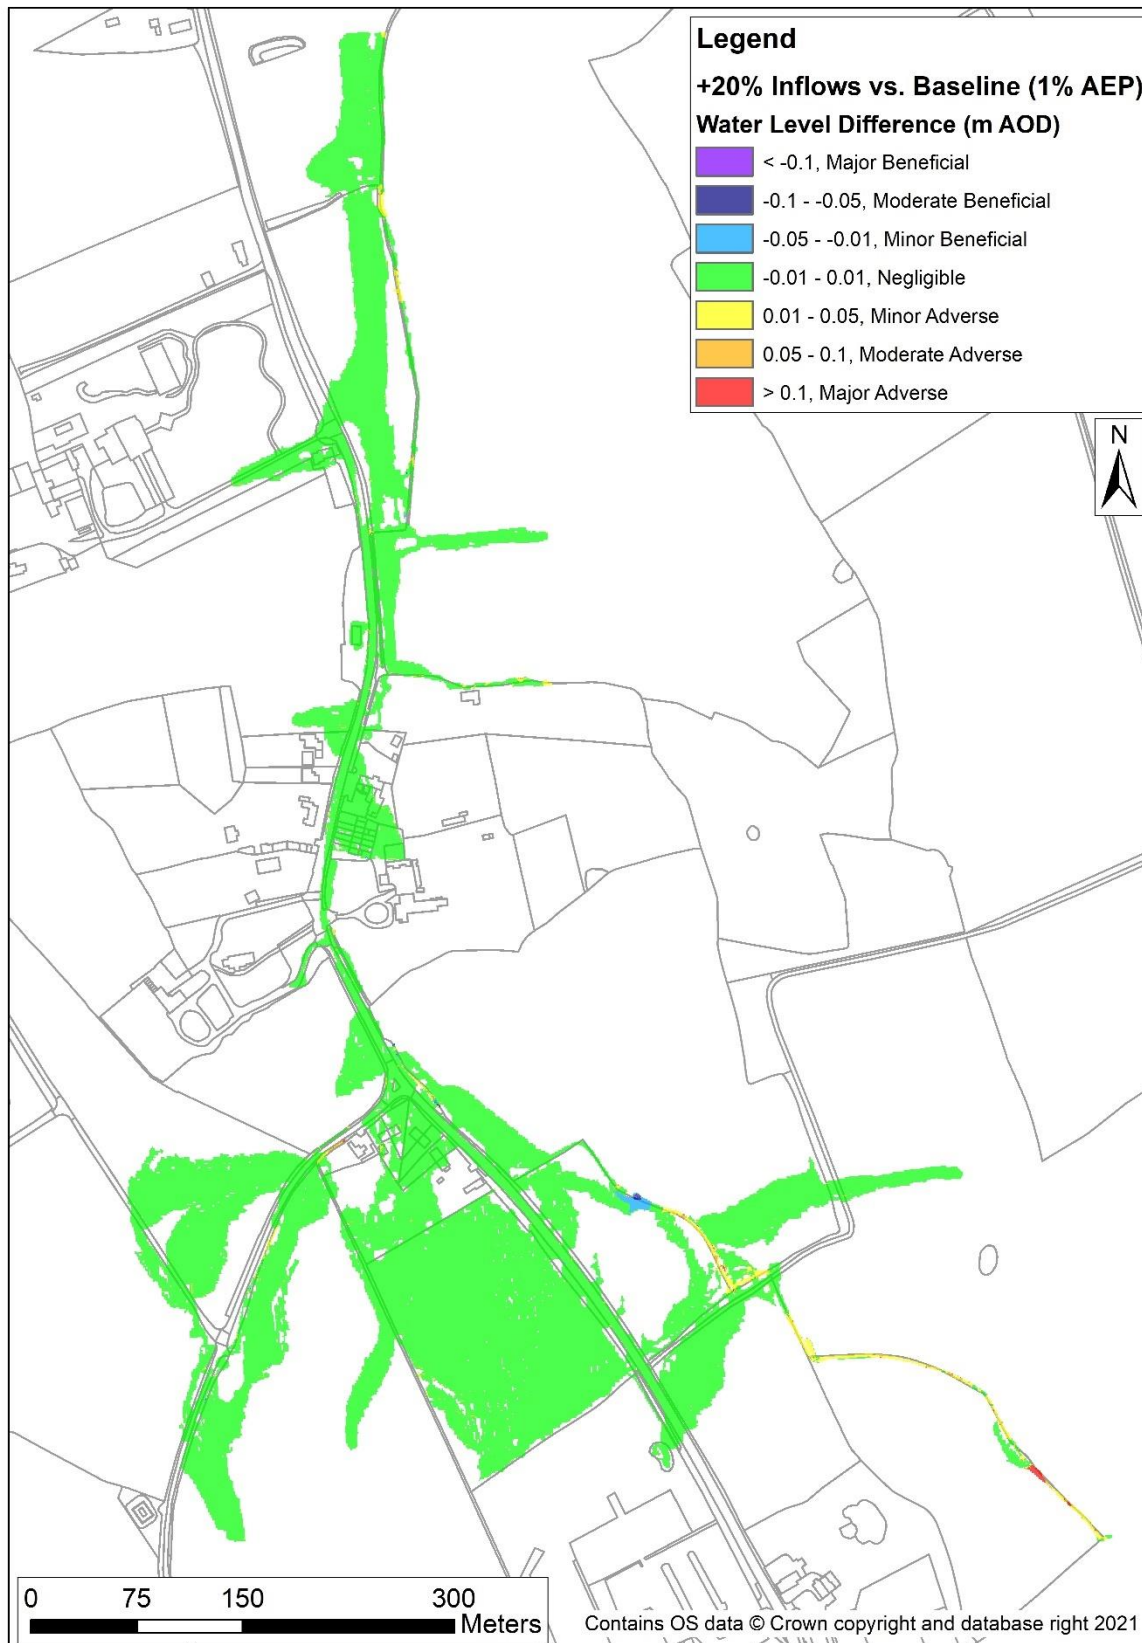 Legend
+20% Inflows vs. Baseline (1% AEP)
Water Level Difference (m AOD)
< -0.1, Major Beneficial
-0.1 - -0.05, Moderate Beneficial
-0.05 - -0.01, Minor Beneficial
-0.01 - 0.01, Negligible
0.01 - 0.05, Minor Adverse
0.05 - 0.1, Moderate Adverse
> 0.1, Major Adverse
N
0 75 150 300
Meters
Contains OS data © Crown copyright and database right 2021